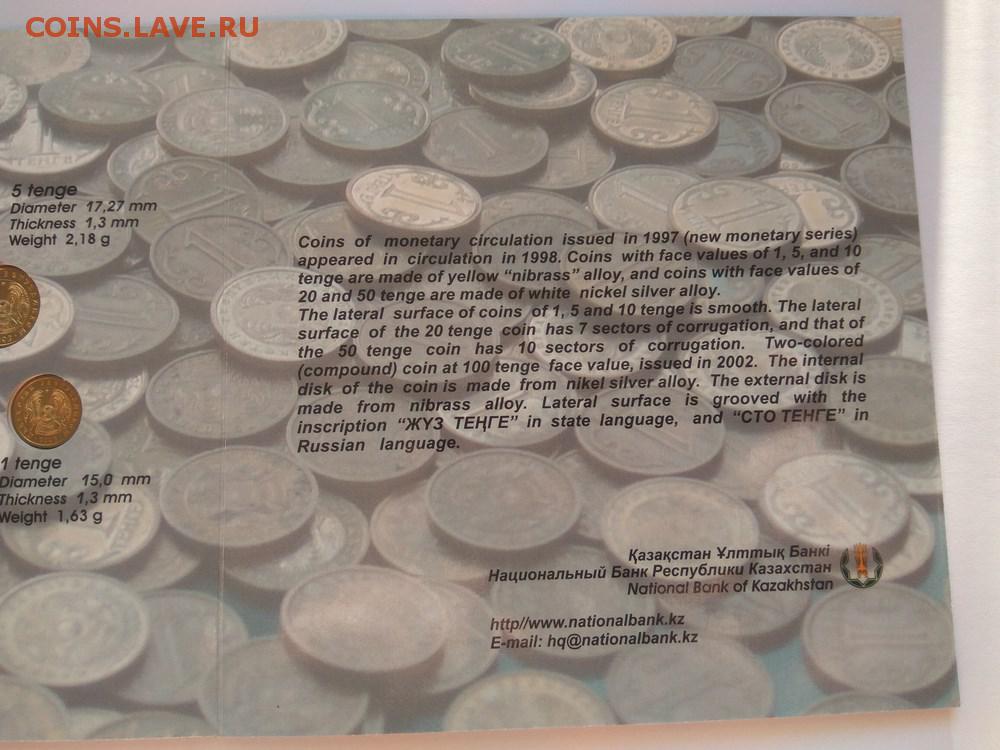 COINS.LAVE.RU
5 tenge
Diameter 17,27 mm
Thickness 1,3 mm
Weight 2,18 g
1 tenge
Diameter 15,0 mm
Thickness 1,3 mm
Weight 1,63 g
Coins of monetary circulation issued in 1997 (new monetary series)
appeared in circulation in 1998. Coins with face values of 1, 5, and 10
tenge are made of yellow “nibrass” alloy, and coins with face values of
20 and 50 tenge are made of white nickel silver alloy.
The lateral surface of coins of 1, 5 and 10 tenge is smooth. The lateral
surface of the 20 tenge coin has 7 sectors of corrugation, and that of
the 50 tenge coin has 10 sectors of corrugation. Two-colored
(compound) coin at 100 tenge face value, issued in 2002. The internal
disk of the coin is made from nikel silver alloy. The external disk is
made from nibrass alloy. Lateral surface is grooved with the
inscription “ЖҮЗ ТЕҢГЕ” in state language, and “СТО ТЕНГЕ” in
Russian language.
Қазақстан Ұлттық Банкі
Национальный Банк Республики Казахстан
National Bank of Kazakhstan
http//www.nationalbank.kz
E-mail: hq@nationalbank.kz